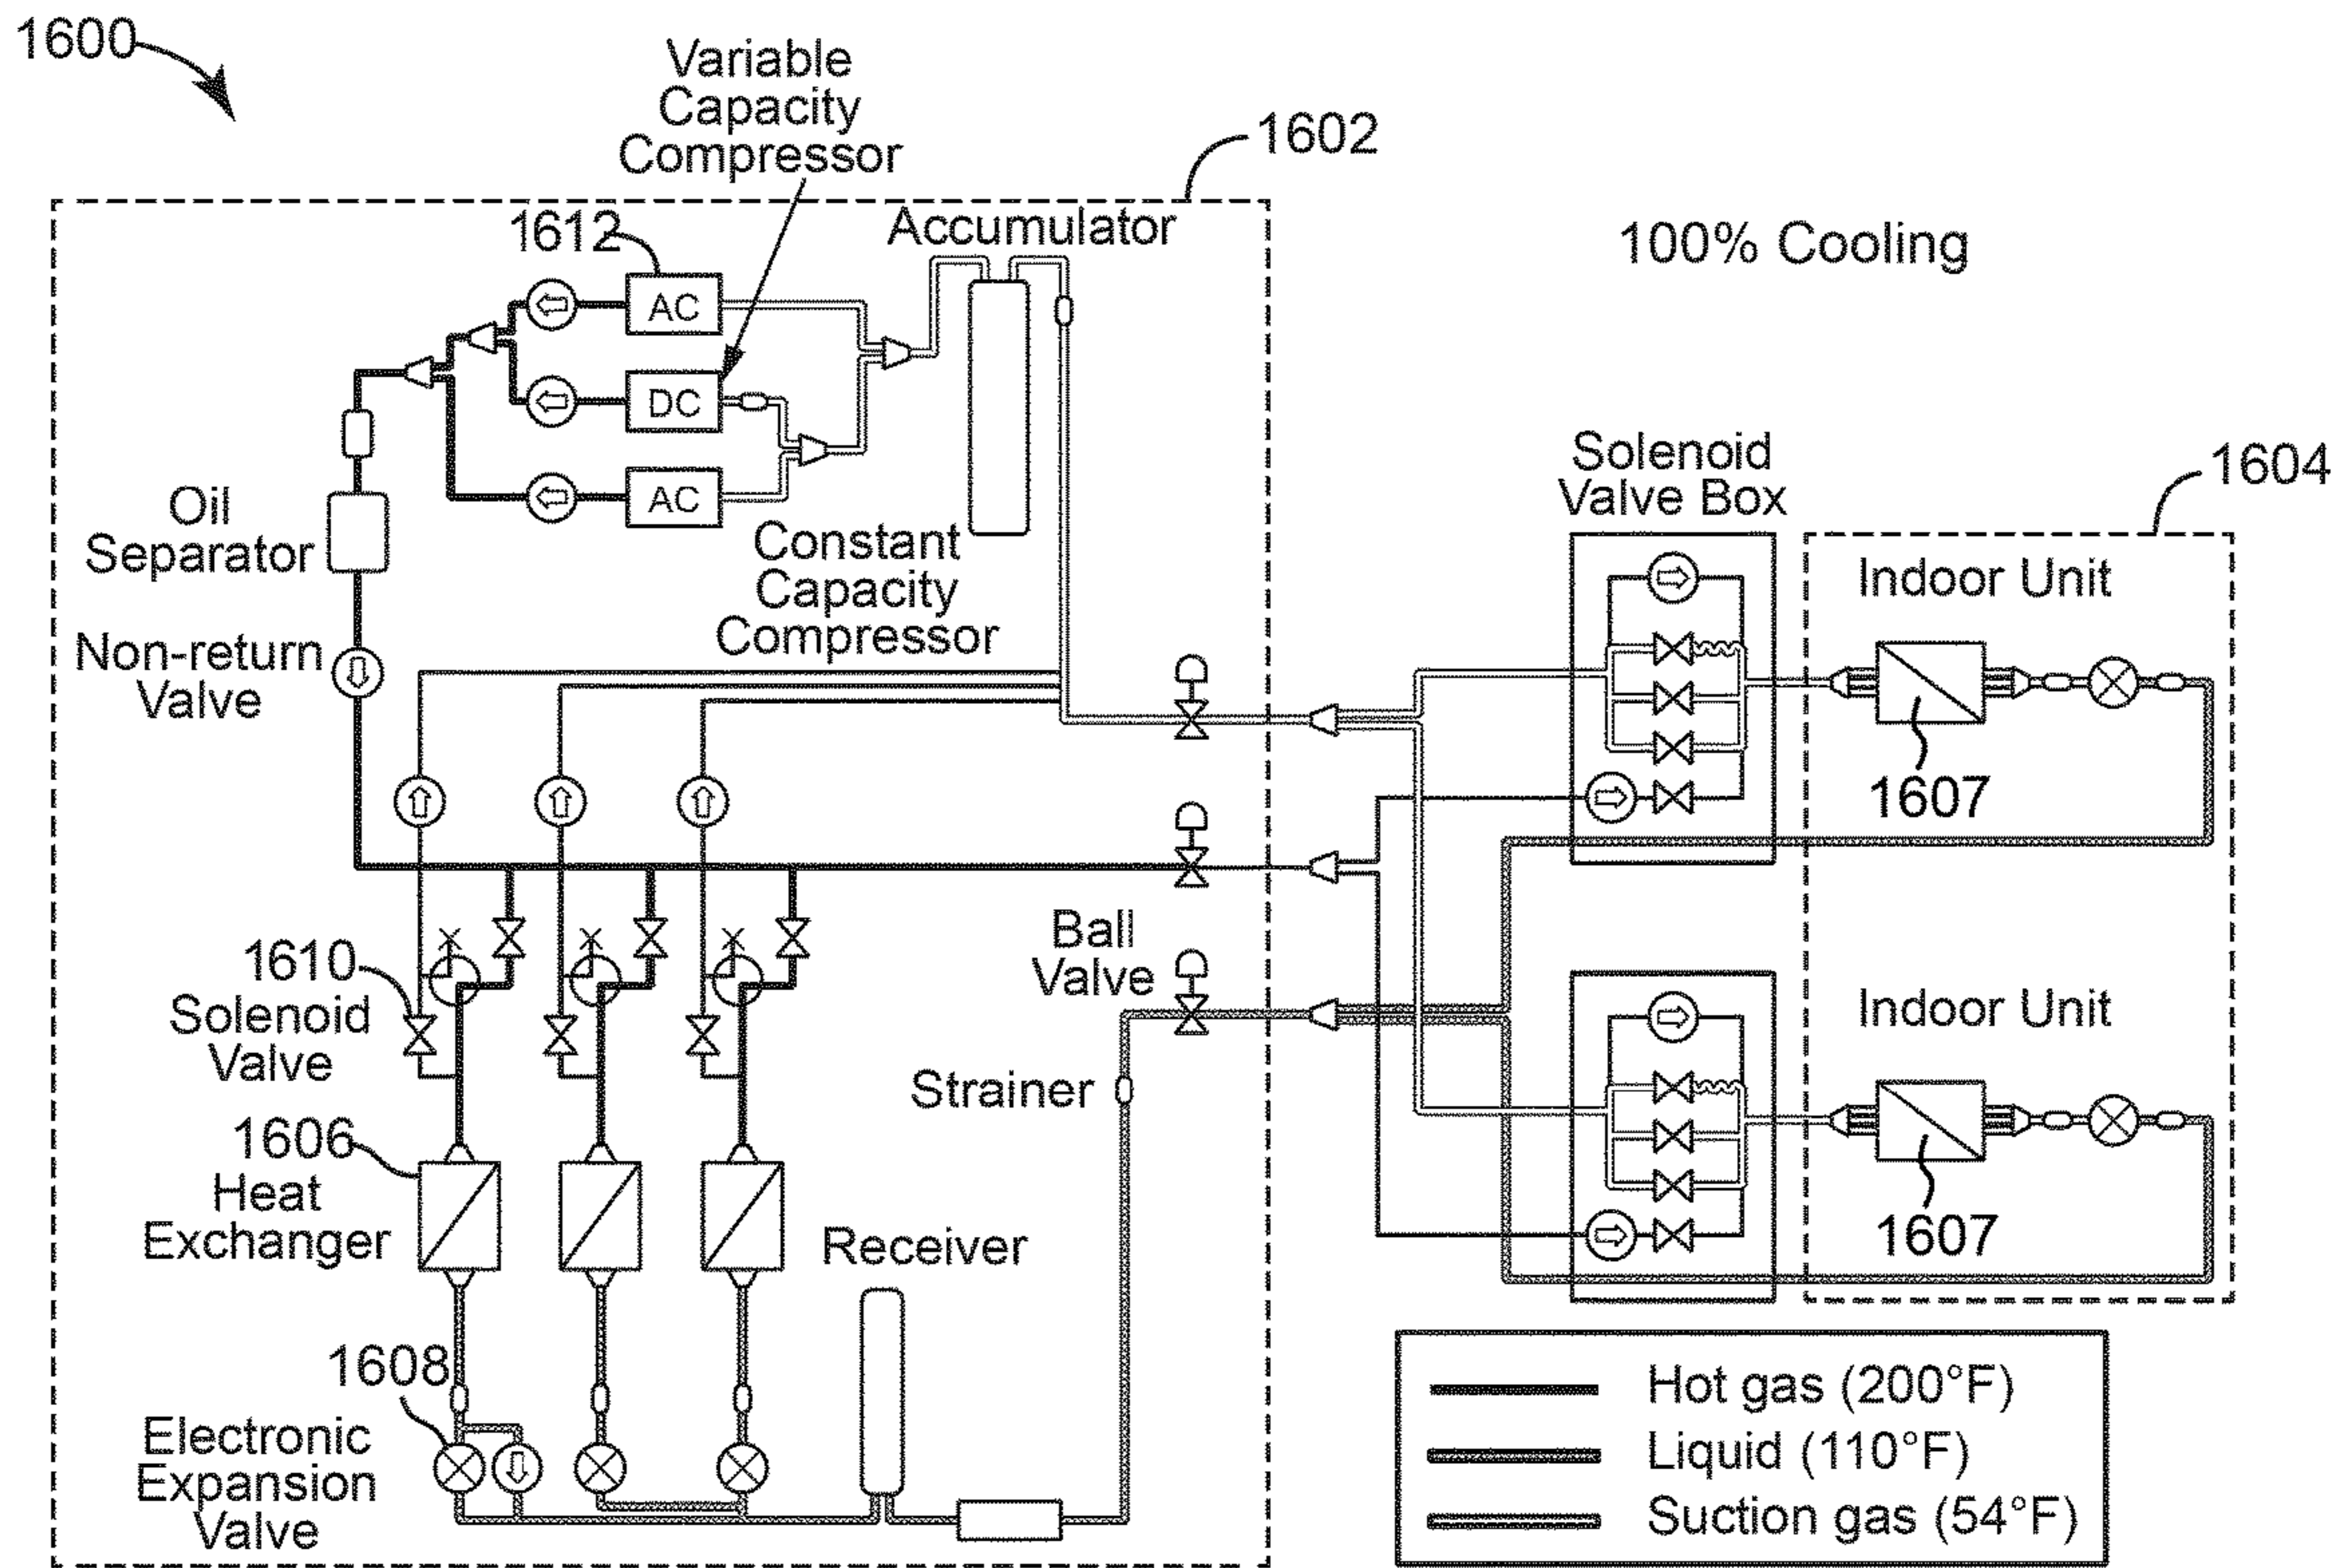 1600
Variable
Capacity
Compressor
1602
1612
Accumulator
100% Cooling
AC
DC
AC
Solenoid
Valve Box
1604
Oil
Separator
Constant
Capacity
Compressor
Indoor Unit
Non-return
Valve
1607
Ball
Valve
1610
Solenoid
Valve
Indoor Unit
Strainer
1606
Heat
Exchanger
Receiver
1607
1608
Electronic
Expansion
Valve
Hot gas (200°F)
Liquid (110°F)
Suction gas (54°F)